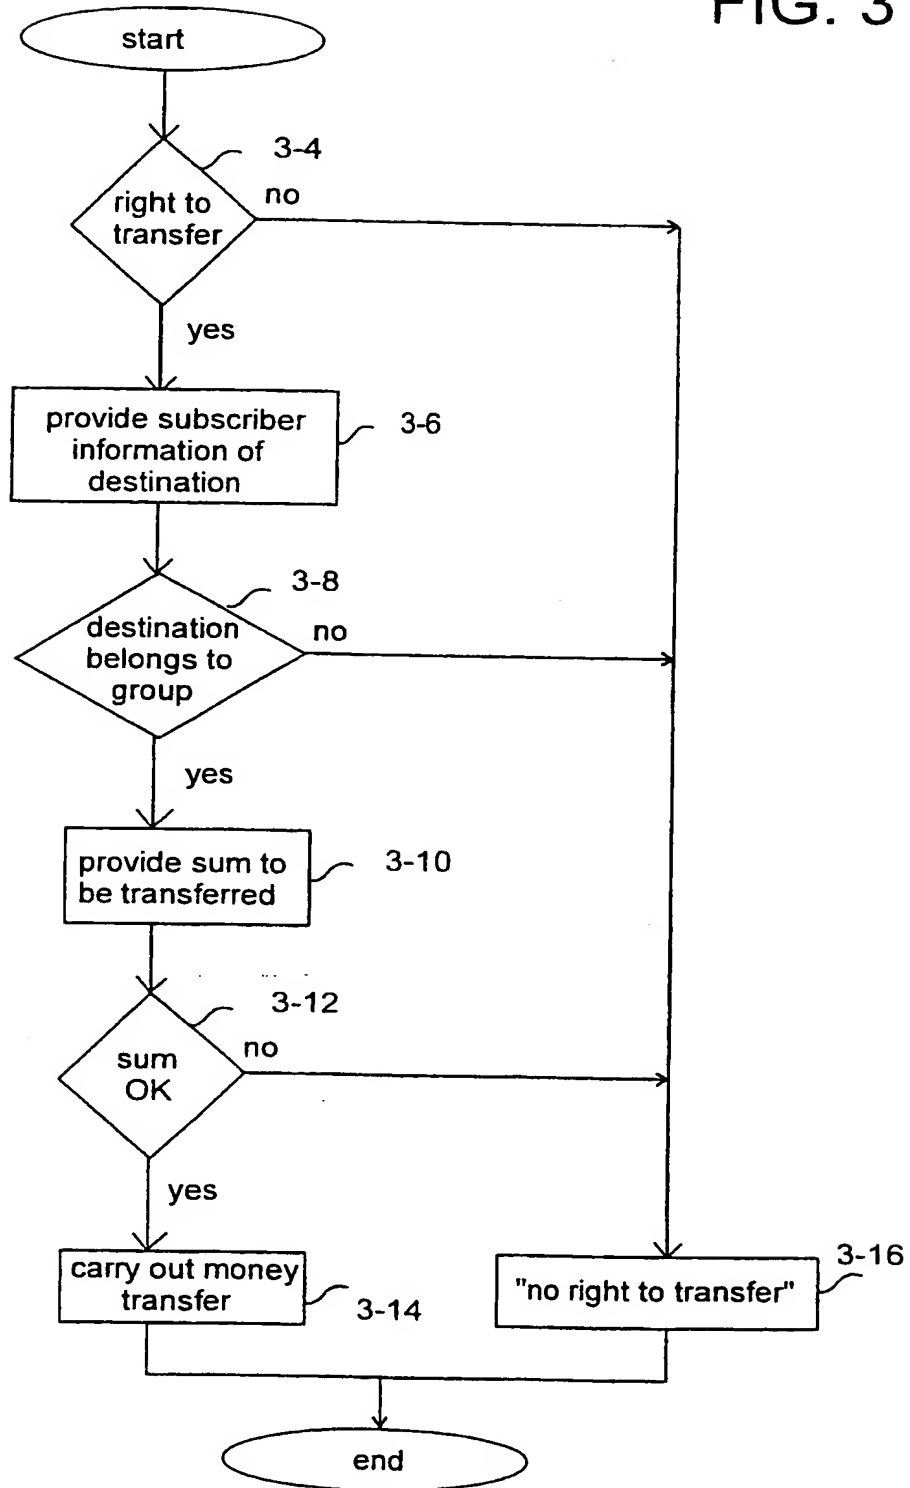 FIG. 3
start
3-4
right to
transfer
no
yes
provide subscriber
information of
destination
3-6
3-8
destination
belongs to
group
no
yes
provide sum to
be transferred
3-10
3-12
sum
OK
no
yes
carry out money
transfer
3-14
"no right to transfer"
3-16
end